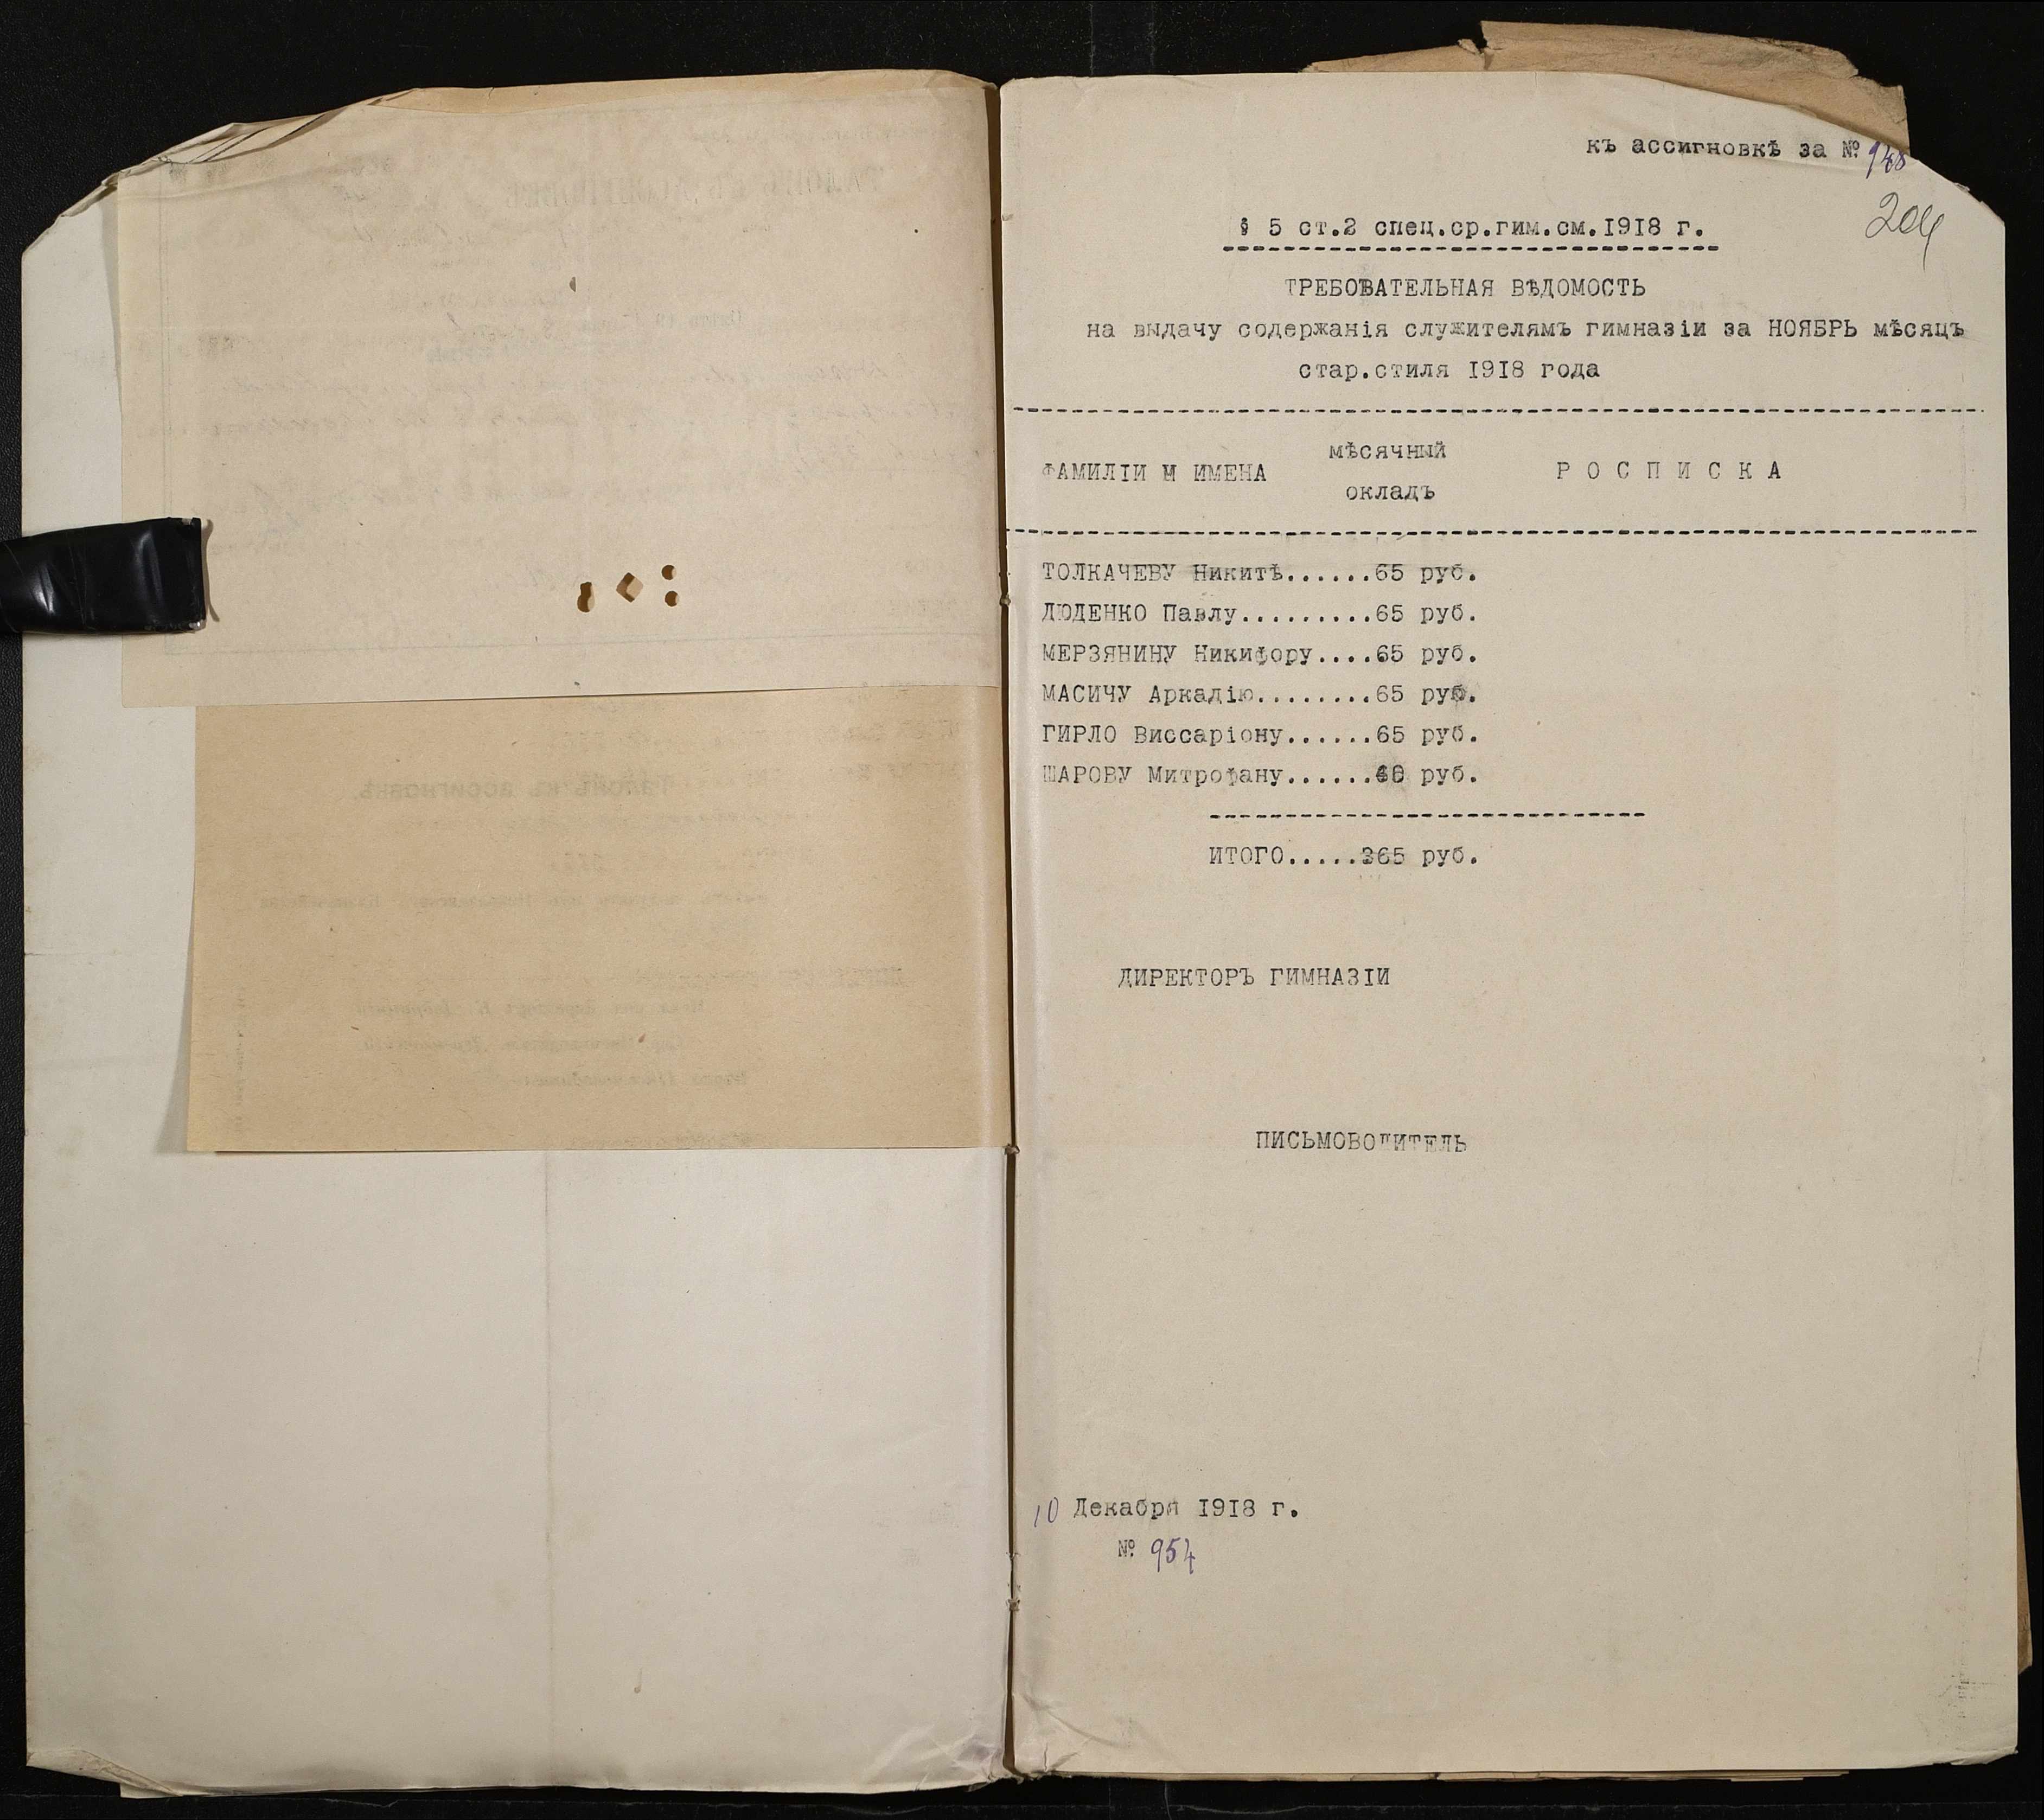 къ ассигновкѣ за №
204
§ 5 ст.2 спец.ср.гим.см.1918 г.
ТРЕБОВАТЕЛЬНАЯ ВѢДОМОСТЬ
на выдачу содержанія служителямъ гимназіи за НОЯБРЬ мѣсяцъ
стар.стиля 1918 года
ФАМИЛІИ И ИМЕНА
мѣсячный
окладъ
Р О С П И С К А
ТОЛКАЧЕВУ Никитѣ......65 руб.
ДЮДЕНКО Павлу.........65 руб.
МЕРЗЯНИНУ Никифору....65 руб.
МАСИЧУ Аркадію........65 руб.
ГИРЛО Виссаріону......65 руб.
ШАРОВУ Митрофану......40 руб.
ИТОГО.....365 руб.
ДИРЕКТОРЪ ГИМНАЗІИ
ПИСЬМОВОДИТЕЛЬ
10 Декабря 1918 г.
№ 954